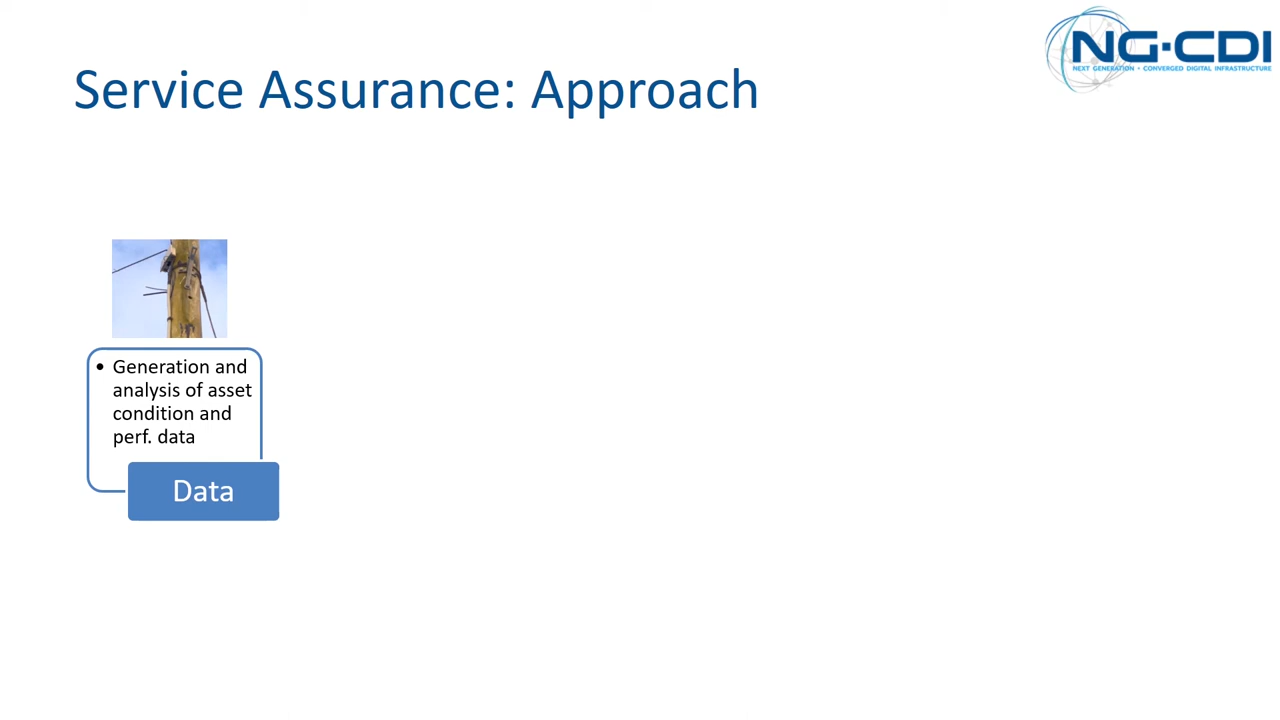 NG-CDI
NEXT GENERATION • CONVERGED DIGITAL INFRASTRUCTURE
Service Assurance: Approach
• Generation and
analysis of asset
condition and
perf. data
Data